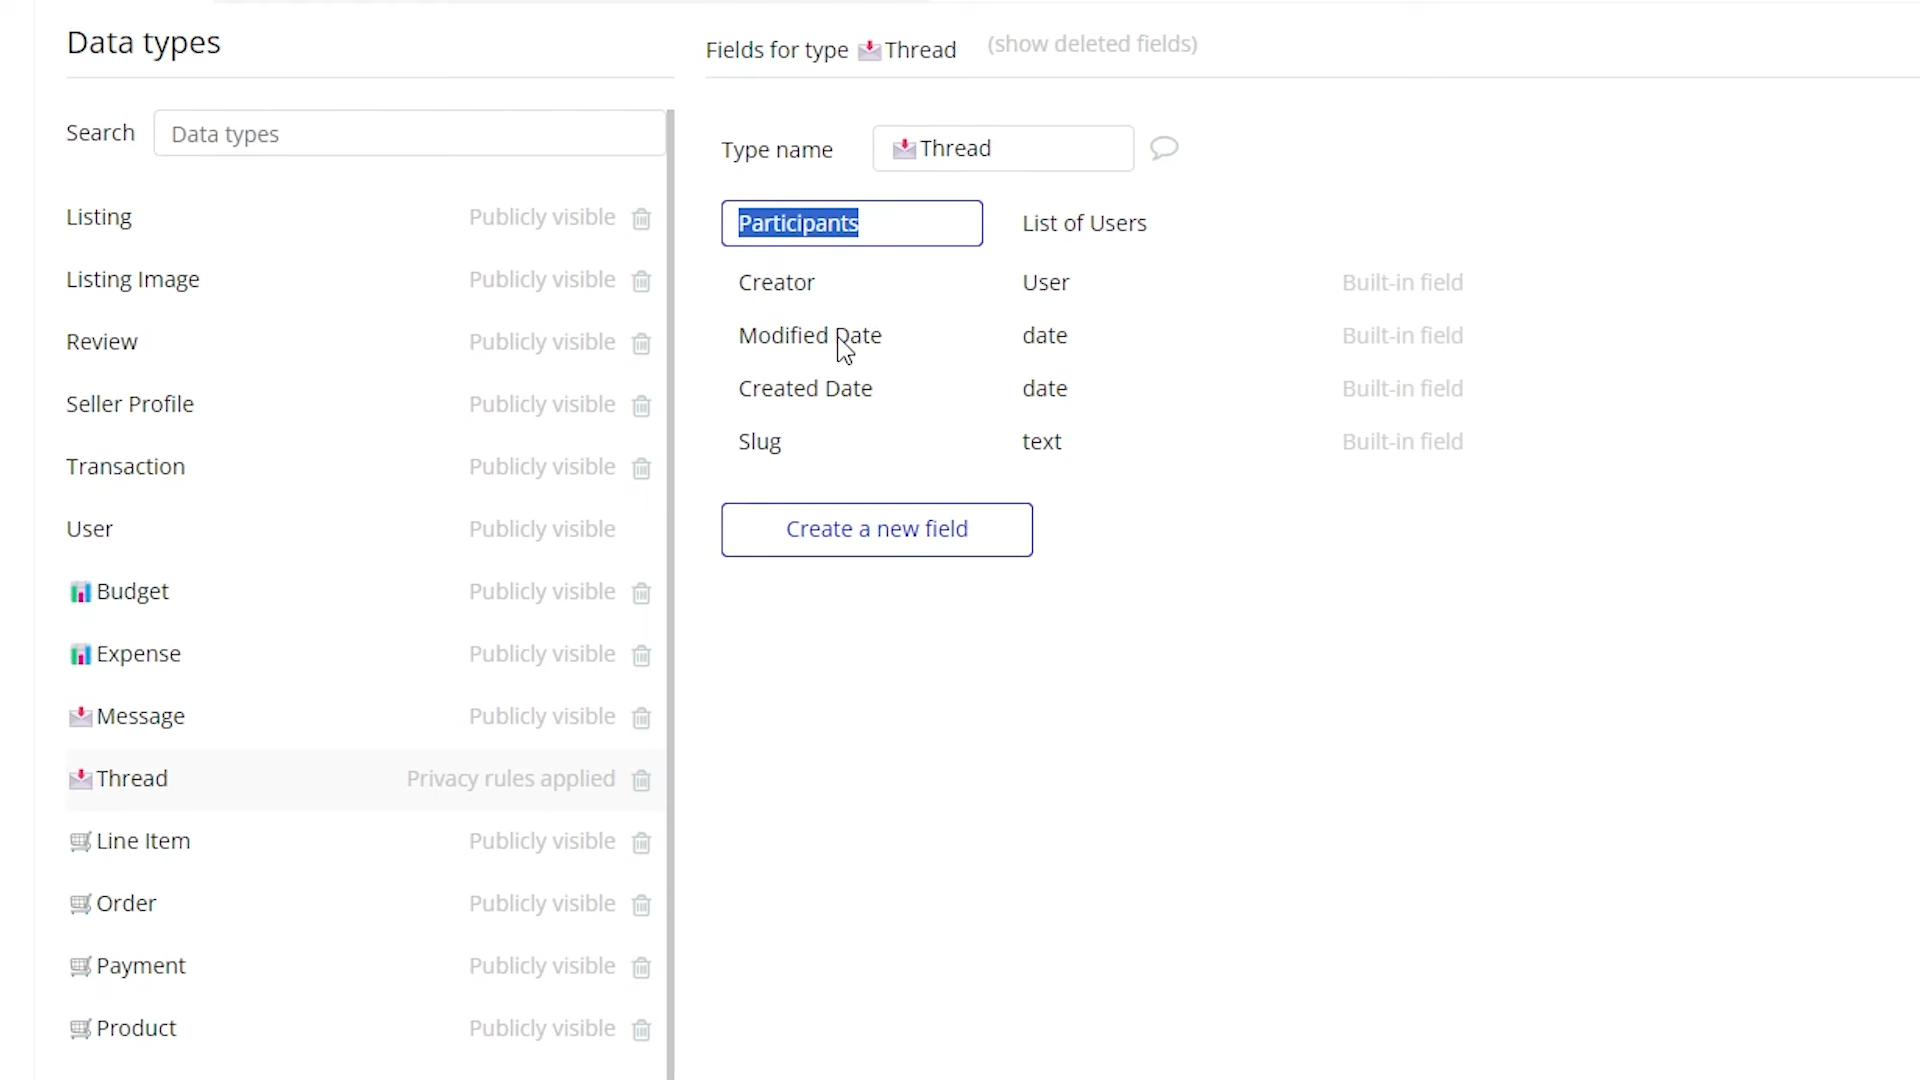 Data types
Search
Data types
Listing Publicly visible
Listing Image Publicly visible
Review Publicly visible
Seller Profile Publicly visible
Transaction Publicly visible
User Publicly visible
Budget Publicly visible
Expense Publicly visible
Message Publicly visible
Thread Privacy rules applied
Line Item Publicly visible
Order Publicly visible
Payment Publicly visible
Product Publicly visible
Fields for type Thread (show deleted fields)
Type name Thread
Participants List of Users
Creator User Built-in field
Modified Date date Built-in field
Created Date date Built-in field
Slug text Built-in field
Create a new field